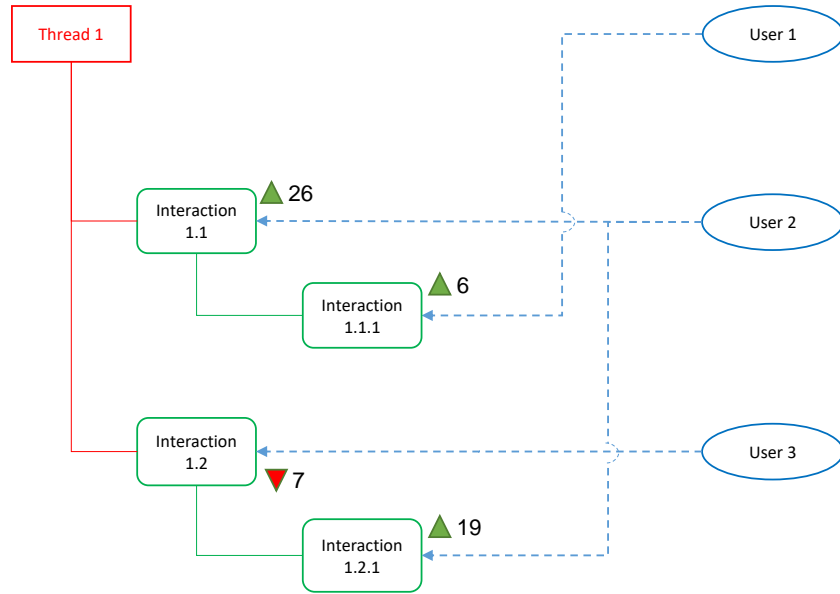 Thread 1
User 1
26
Interaction
1.1
User 2
6
Interaction
1.1.1
Interaction
1.2
User 3
7
19
Interaction
1.2.1